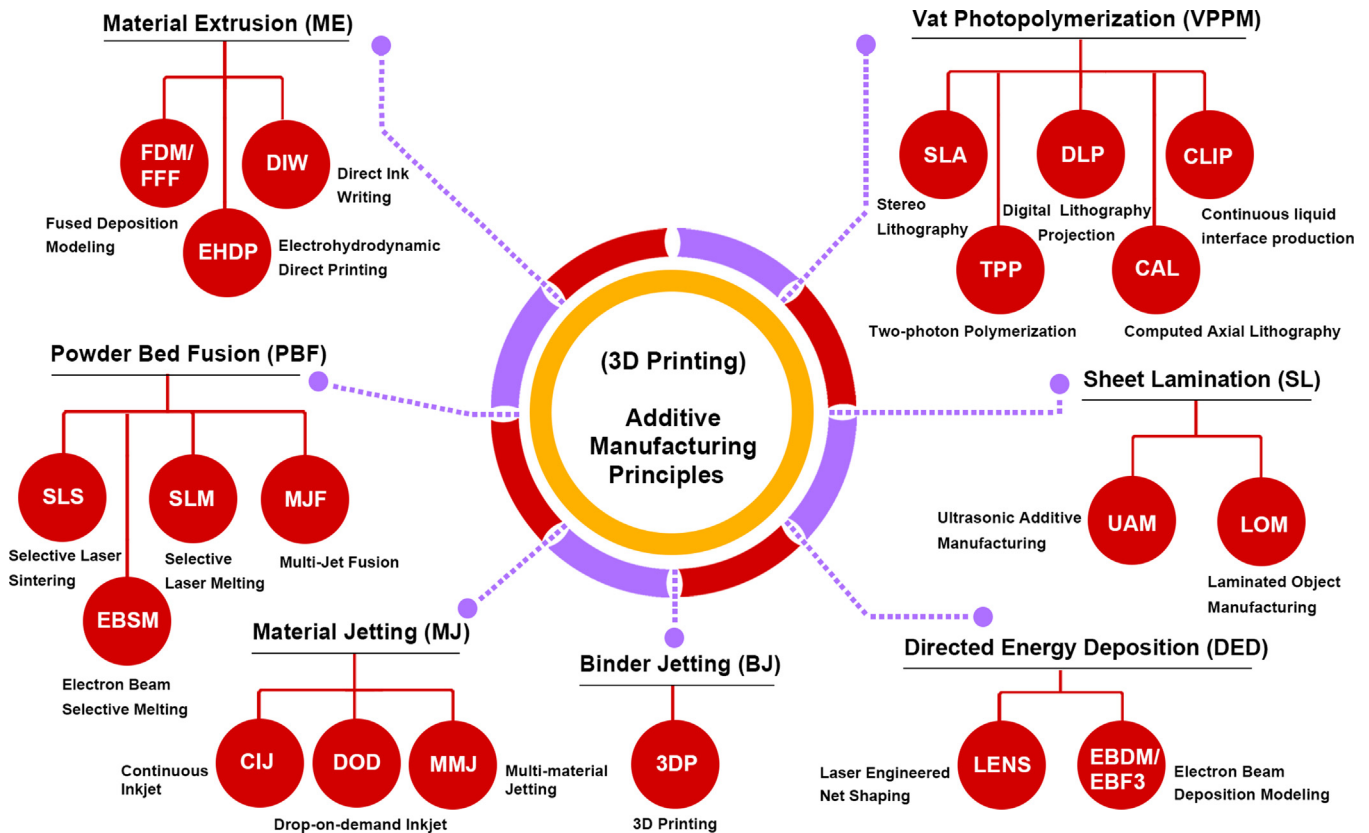 Material Extrusion (ME)
FDM/
FFF
Fused Deposition
Modeling
EHDP
Electrohydrodynamic
Direct Printing
DIW
Direct Ink
Writing
Vat Photopolymerization (VPPM)
SLA
Stereo
Lithography
TPP
Two-photon Polymerization
DLP
Digital Lithography
Projection
CAL
Computed Axial Lithography
CLIP
Continuous liquid
interface production
(3D Printing)
Additive
Manufacturing
Principles
Powder Bed Fusion (PBF)
SLS
Selective Laser
Sintering
EBSM
Electron Beam
Selective Melting
SLM
Selective
Laser Melting
MJF
Multi-Jet Fusion
Sheet Lamination (SL)
UAM
Ultrasonic Additive
Manufacturing
LOM
Laminated Object
Manufacturing
Material Jetting (MJ)
CIJ
Continuous
Inkjet
DOD
Drop-on-demand Inkjet
MMJ
Multi-material
Jetting
Binder Jetting (BJ)
3DP
3D Printing
Directed Energy Deposition (DED)
LENS
Laser Engineered
Net Shaping
EBDM/
EBF3
Electron Beam
Deposition Modeling